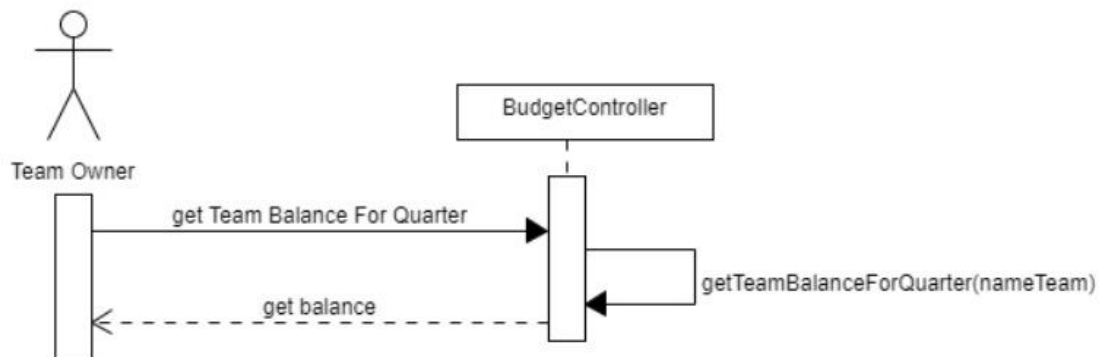 BudgetController
Team Owner
get Team Balance For Quarter
getTeamBalanceForQuarter(nameTeam)
get balance